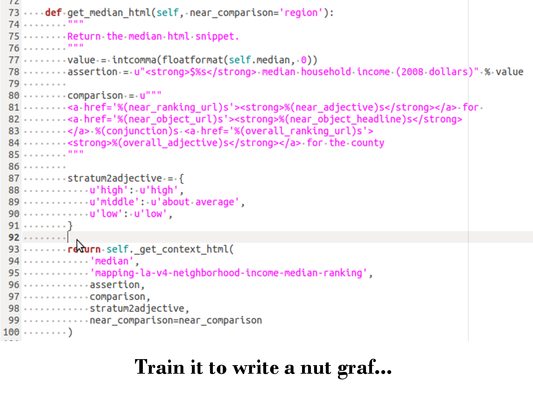 72
73 def get_median_html(self, near_comparison='region'):
74 """
75 Return the median html snippet.
76 """
77 value = intcomma(floatformat(self.median, 0))
78 assertion = u"<strong>$%s</strong> median household income (2008 dollars)" % value
79
80 comparison = u"""
81 <a href='%(near_ranking_url)s'><strong>%(near_adjective)s</strong></a> for
82 <a href='%(near_object_url)s'><strong>%(near_object_headline)s</strong>
83 </a> %(conjunction)s <a href='%(overall_ranking_url)s'>
84 <strong>%(overall_adjective)s</strong></a> for the county
85 """
86
87 stratum2adjective = {
88 u'high': u'high',
89 u'middle': u'about average',
90 u'low': u'low',
91 }
92
93 return self._get_context_html(
94 'median',
95 'mapping-la-v4-neighborhood-income-median-ranking',
96 assertion,
97 comparison,
98 stratum2adjective,
99 near_comparison=near_comparison
100 )
Train it to write a nut graf...